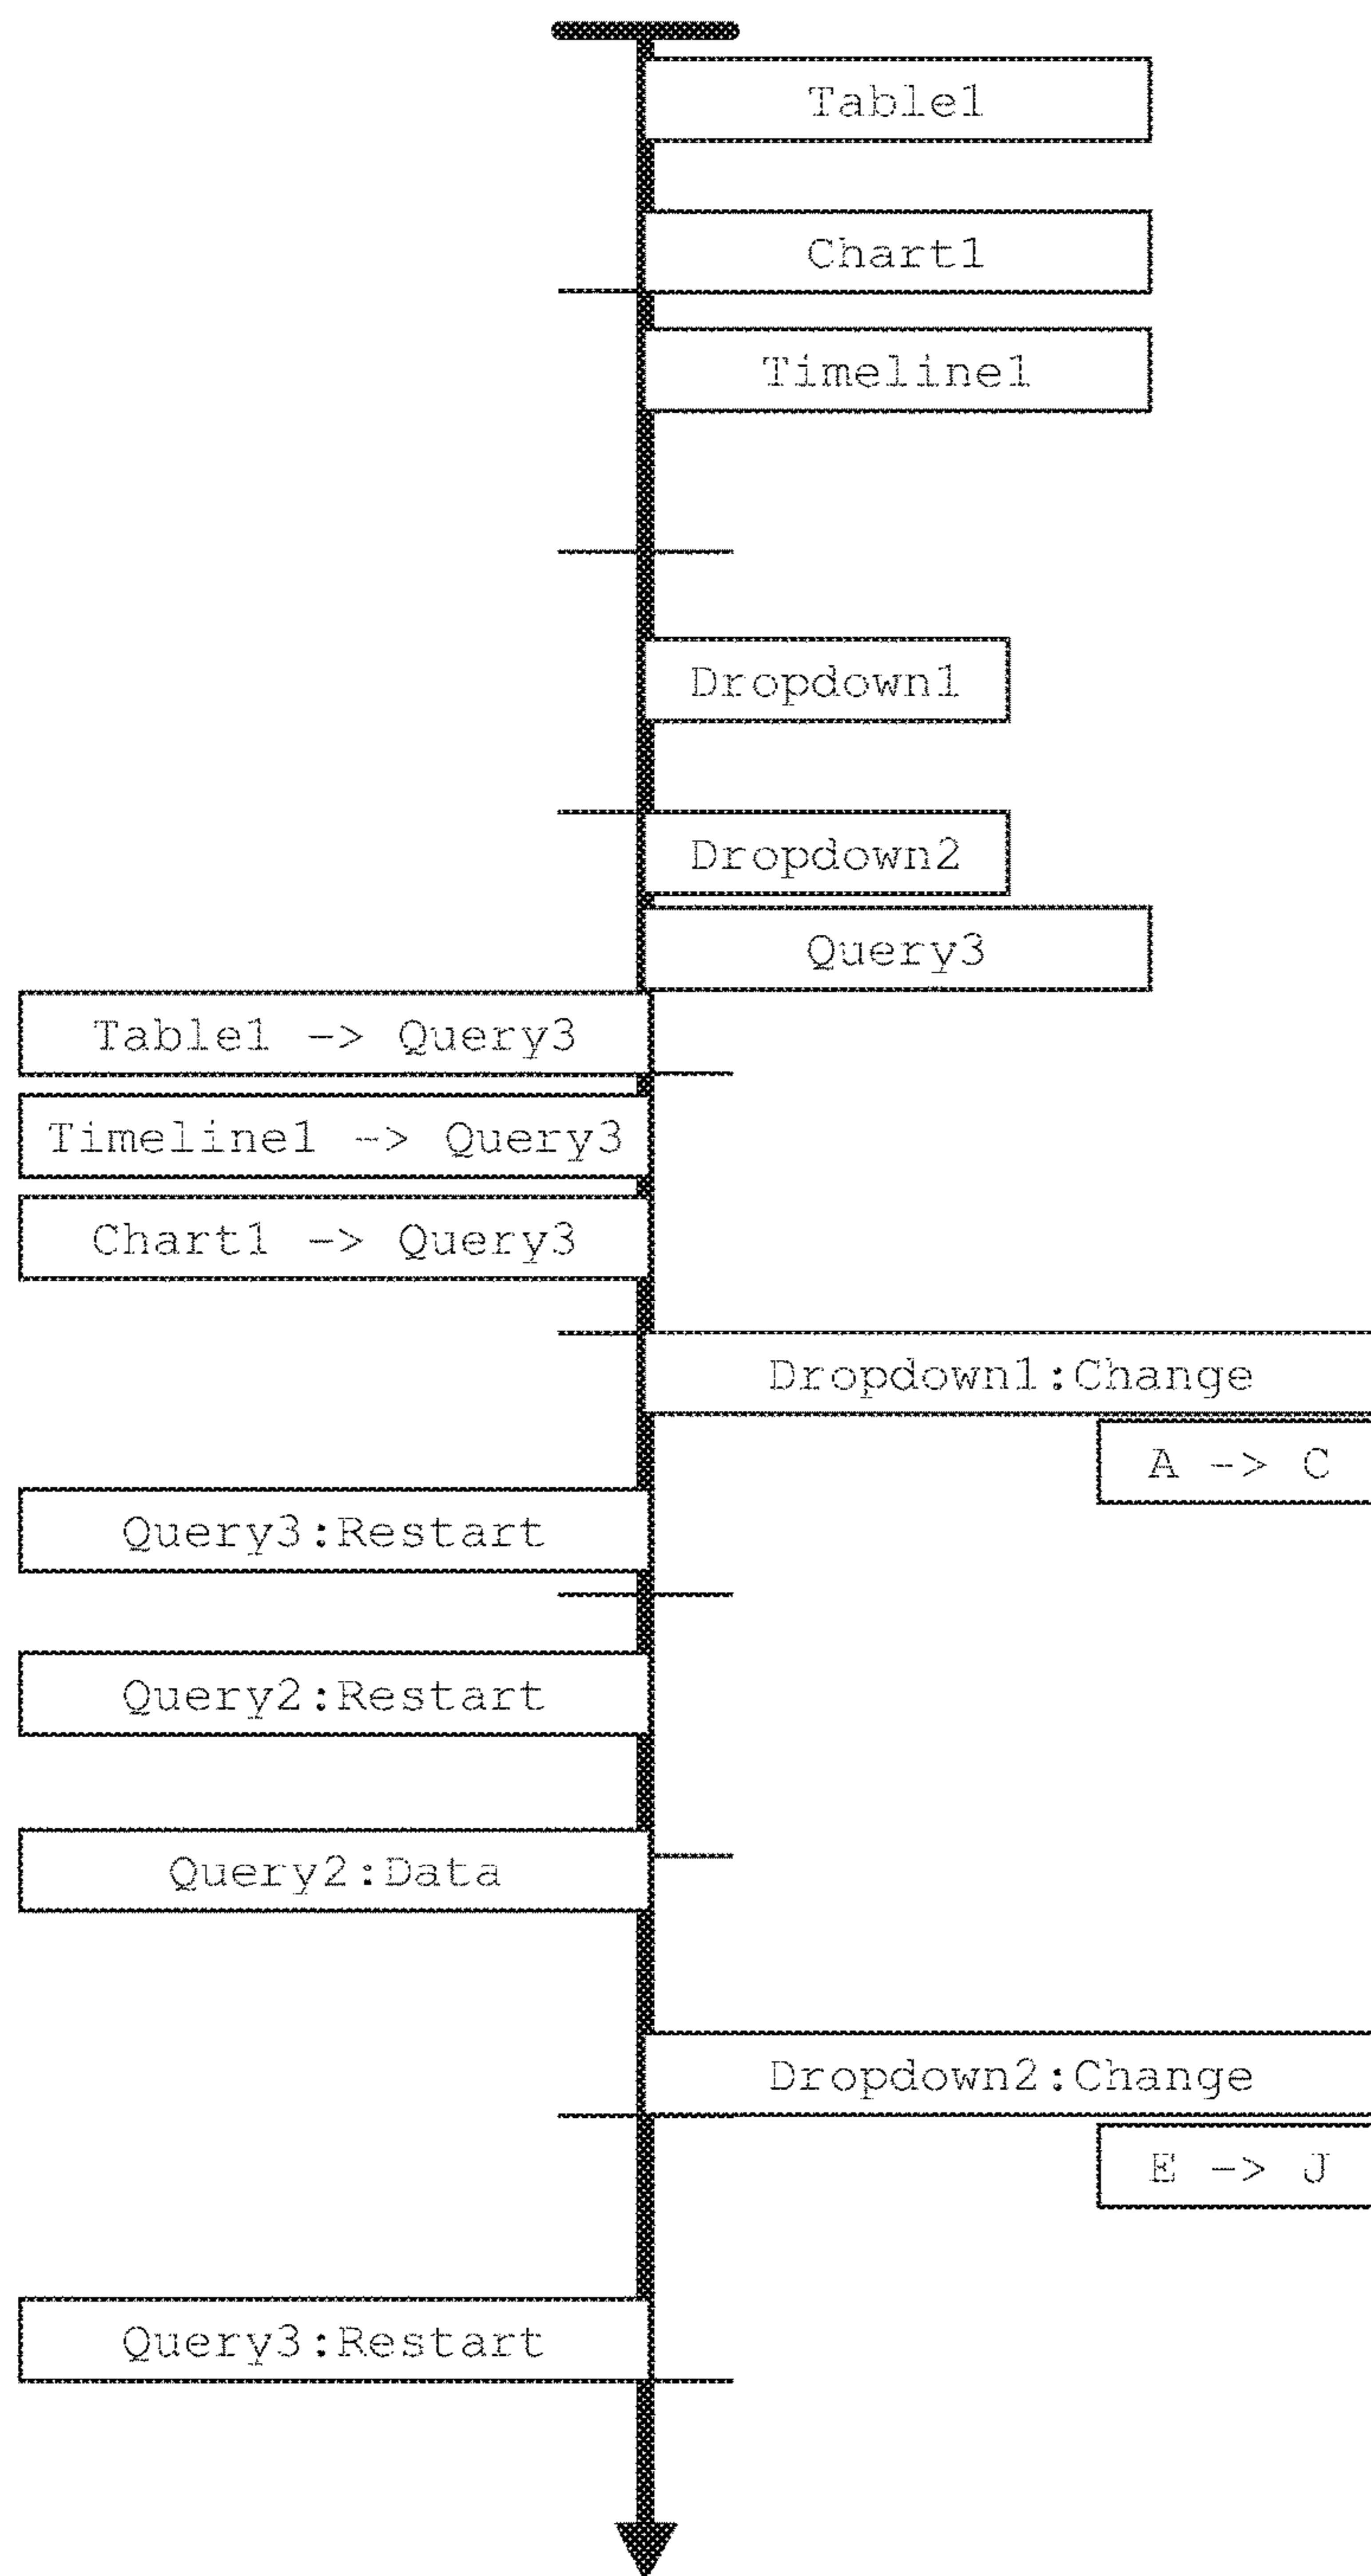 Table1
Chart1
Timeline1
Dropdown1
Dropdown2
Query3
Table1 -> Query3
Timeline1 -> Query3
Chart1 -> Query3
Dropdown1:Change
A -> C
Query3:Restart
Query2:Restart
Query2:Data
Dropdown2:Change
E -> J
Query3:Restart